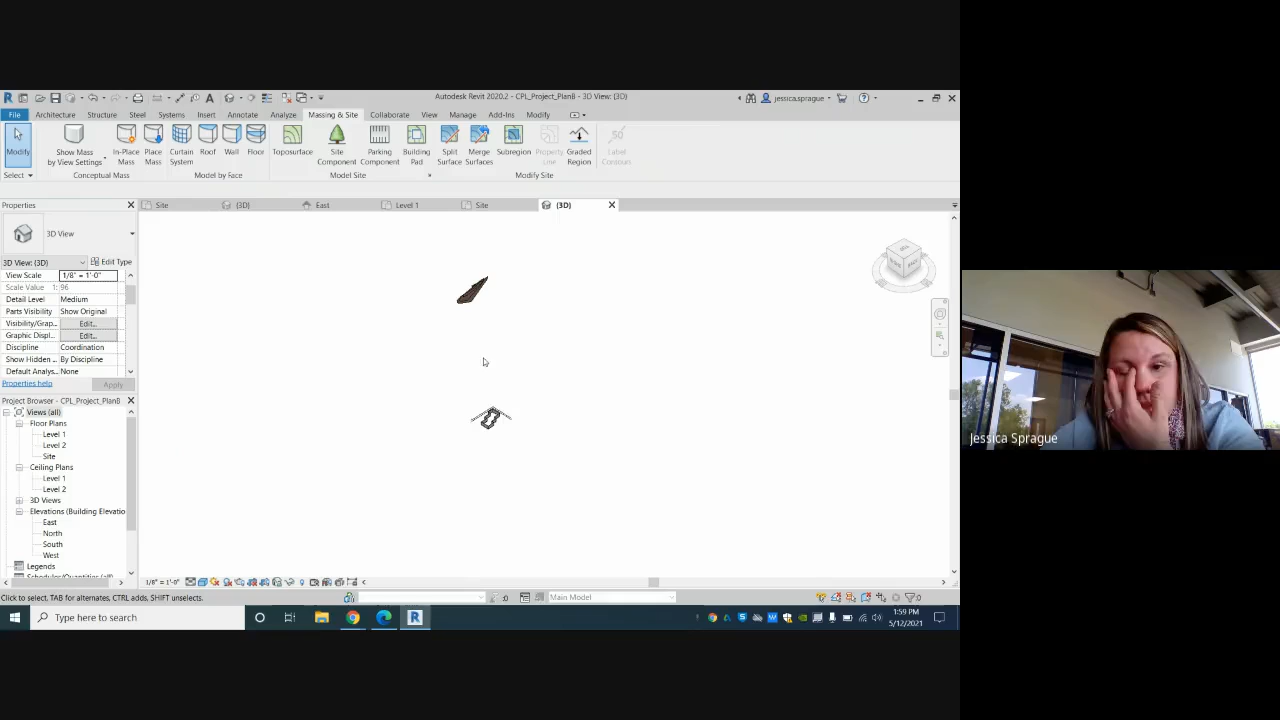 Autodesk Revit 2020.2 - CPL_Project_PlanB - 3D View: {3D}
jessica.sprague
File Architecture Structure Steel Systems Insert Annotate Analyze Massing & Site Collaborate View Manage Add-Ins Modify
Modify
Show Mass
by View Settings
In-Place
Mass
Place
Mass
Curtain
System
Roof
Wall
Floor
Toposurface
Site
Component
Parking
Component
Building
Pad
Split
Surface
Merge
Surfaces
Subregion
Property
Line
Graded
Region
Label
Contours
Select Conceptual Mass Model by Face Model Site Modify Site
Properties
Site {3D} East Level 1 Site {3D}
3D View
3D View: {3D} Edit Type
View Scale 1/8" = 1'-0"
Scale Value 1: 96
Detail Level Medium
Parts Visibility Show Original
Visibility/Grap... Edit...
Graphic Displ... Edit...
Discipline Coordination
Show Hidden ... By Discipline
Default Analys... None
Properties help Apply
Project Browser - CPL_Project_PlanB
Views (all)
Floor Plans
Level 1
Level 2
Site
Ceiling Plans
Level 1
Level 2
3D Views
Elevations (Building Elevatio
East
North
South
West
Legends
Schedules/Quantities (all)
1/8" = 1'-0"
Click to select, TAB for alternates, CTRL adds, SHIFT unselects.
:0 Main Model :0
Type here to search
1:59 PM
5/12/2021
Jessica Sprague